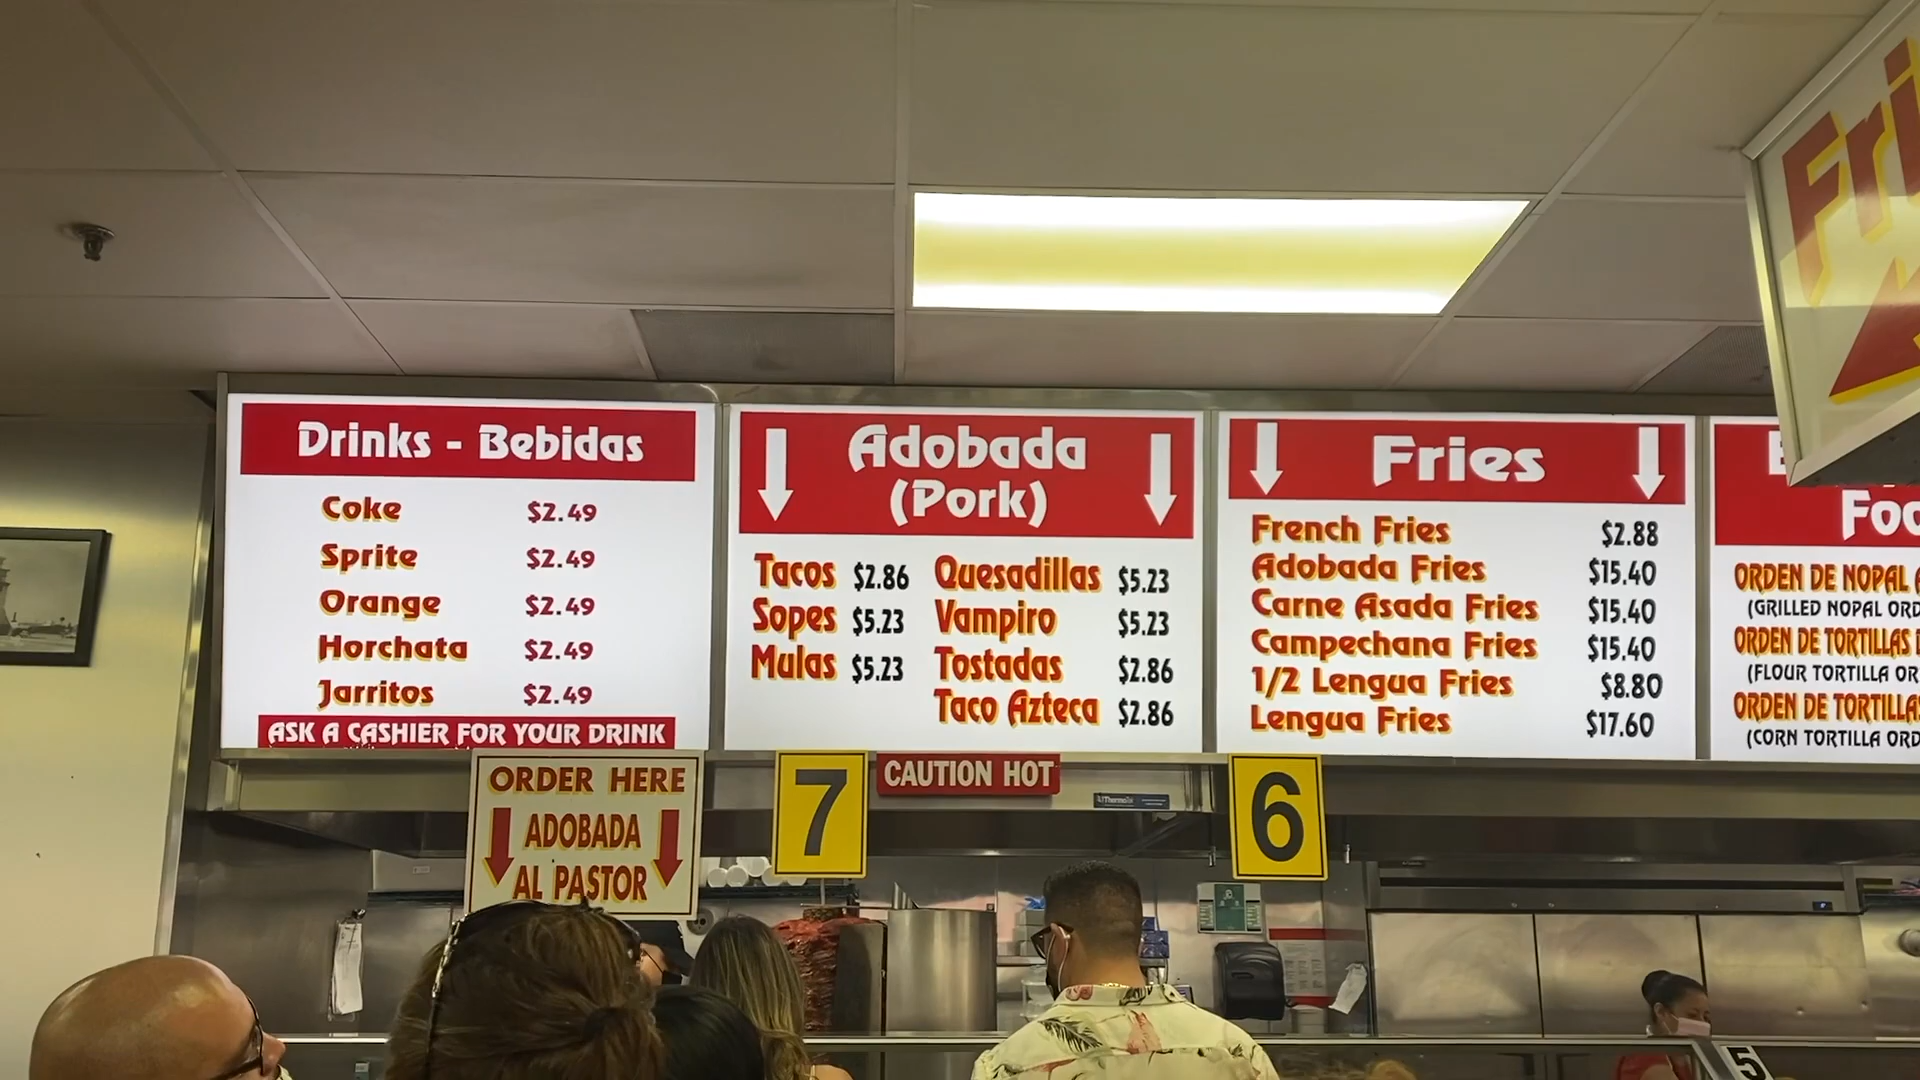 Drinks - Bebidas
Coke $2.49
Sprite $2.49
Orange $2.49
Horchata $2.49
Jarritos $2.49
ASK A CASHIER FOR YOUR DRINK
Adobada
(Pork)
Tacos $2.86 Quesadillas $5.23
Sopes $5.23 Vampiro $5.23
Mulas $5.23 Tostadas $2.86
Taco Azteca $2.86
Fries
French Fries $2.88
Adobada Fries $15.40
Carne Asada Fries $15.40
Campechana Fries $15.40
1/2 Lengua Fries $8.80
Lengua Fries $17.60
ORDEN DE NOPAL
(GRILLED NOPAL ORD
ORDEN DE TORTILLAS
(FLOUR TORTILLA OR
ORDEN DE TORTILLAS
(CORN TORTILLA ORD
Fri
ORDER HERE
ADOBADA
AL PASTOR
7
CAUTION HOT
6
5